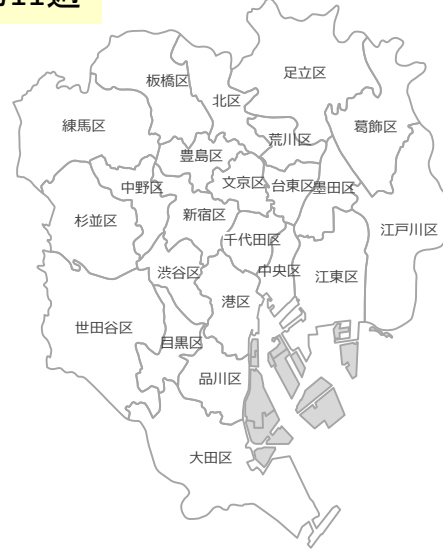 第11週
足立区
板橋区
北区
練馬区
葛飾区
荒川区
豊島区
文京区
台東区
墨田区
中野区
新宿区
杉並区
江戸川区
千代田区
中央区
渋谷区
江東区
港区
世田谷区
目黒区
品川区
大田区